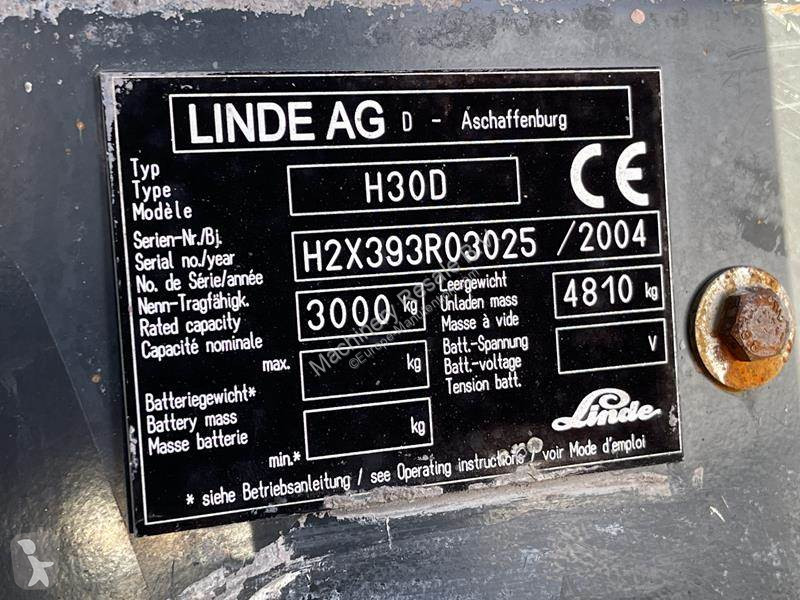 LINDE AG D - Aschaffenburg
Typ
Type
Modèle
H30D
CE
Serien-Nr./Bj.
Serial no./year
No. de Série/année
H2X393R03025 / 2004
Nenn-Tragfähigk.
Rated capacity
Capacité nominale
3000 kg
Leergewicht
Unladen mass
Masse à vide
4810 kg
Batt.-Spannung
Batt.-voltage
Tension batt.
V
Batteriegewicht*
Battery mass
Masse batterie
max.
kg
min.*
kg
Linde
* siehe Betriebsanleitung / see Operating instructions / voir Mode d'emploi
Machinery Resale